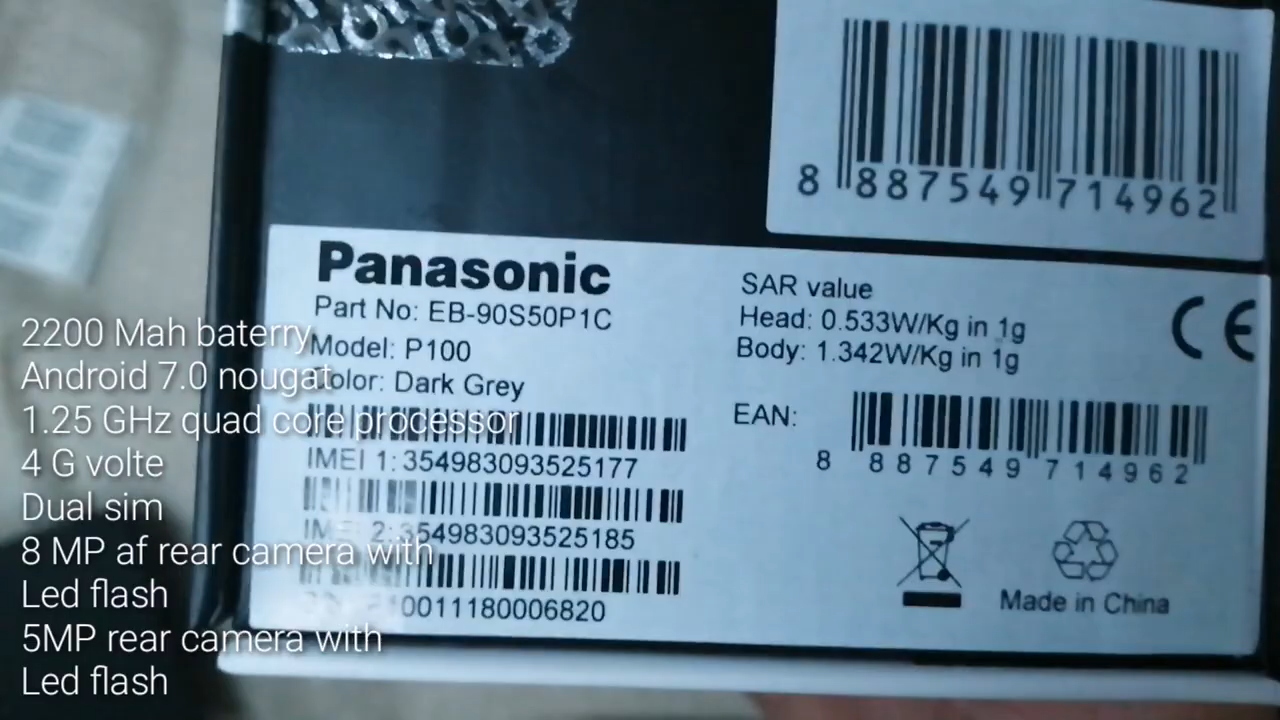 8 887549 714962
Panasonic
Part No: EB-90S50P1C
Model: P100
Color: Dark Grey
IMEI 1: 354983093525177
IMEI 2: 354983093525185
0011180006820
SAR value
Head: 0.533W/Kg in 1g
Body: 1.342W/Kg in 1g
CE
EAN:
8 887549 714962
Made in China
2200 Mah baterry
Android 7.0 nougat
1.25 GHz quad core processor
4 G volte
Dual sim
8 MP af rear camera with
Led flash
5MP rear camera with
Led flash